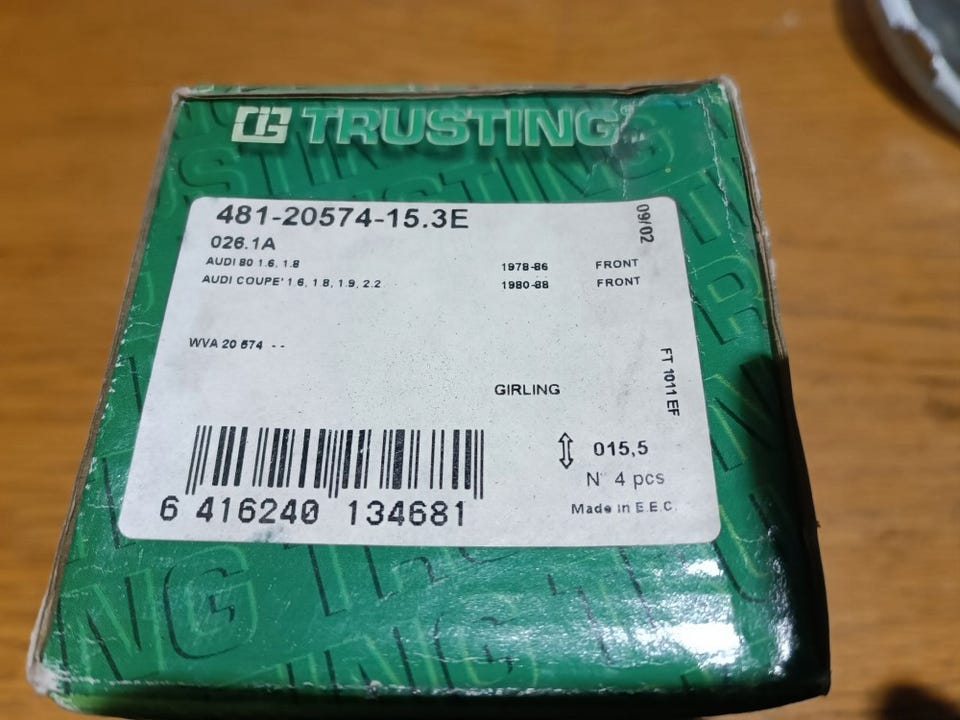 TRUSTING
481-20574-15.3E
09/02
026.1A
AUDI 80 1.6, 1.8 1978-86 FRONT
AUDI COUPE' 1.6, 1.8, 1.9, 2.2 1980-88 FRONT
WVA 20 574 - -
FT 1011 EF
GIRLING
015,5
N° 4 pcs
Made in E.E.C.
6 416240 134681